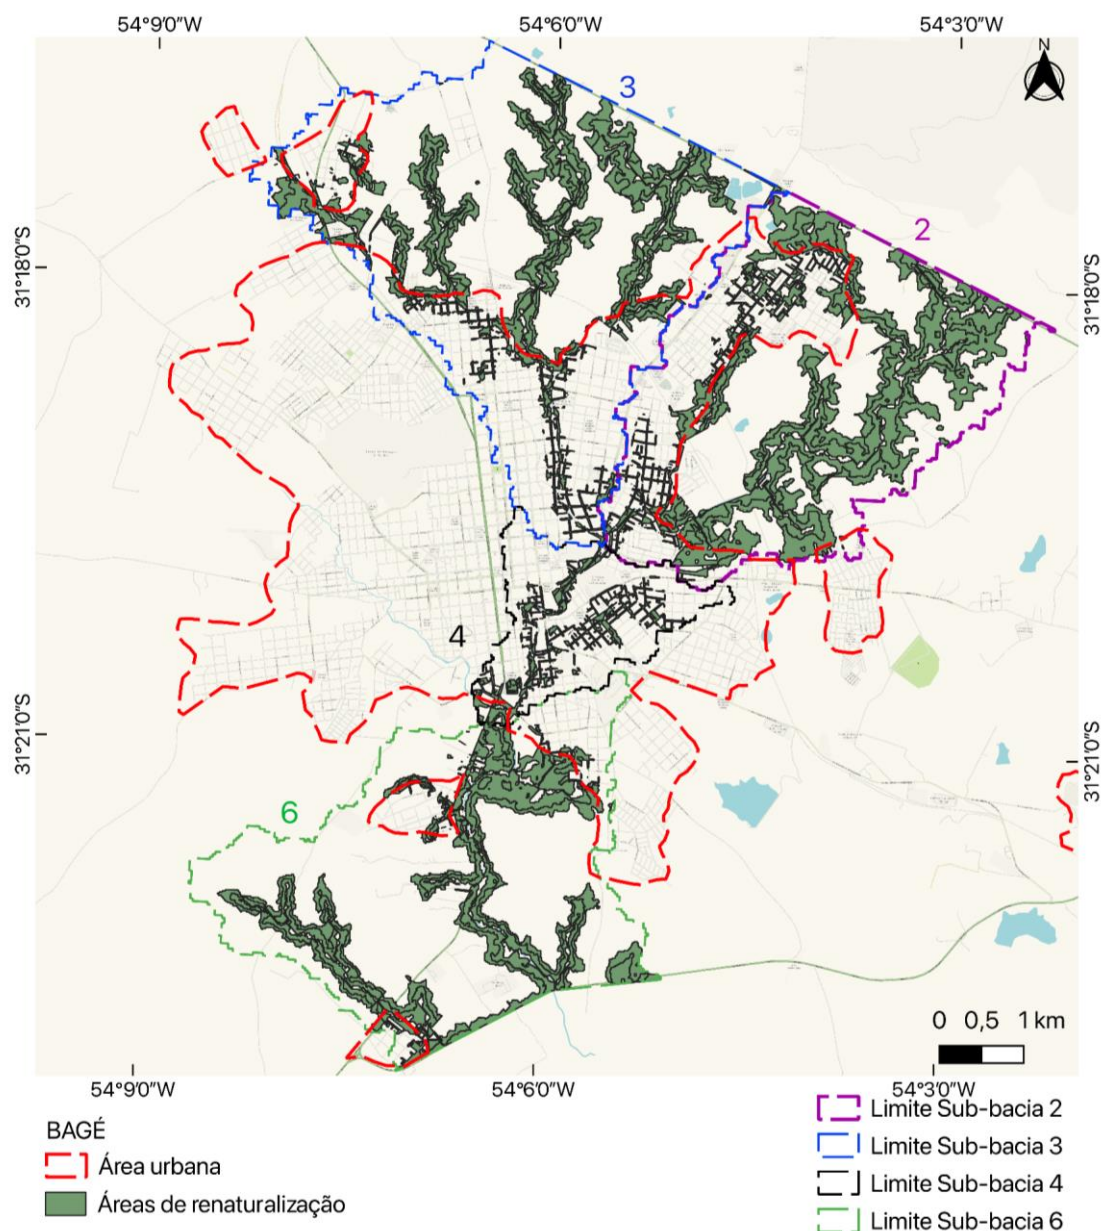 54°9'0"W 54°6'0"W 54°3'0"W
N
3
2
31°18'0"S 31°18'0"S
4
31°21'0"S 31°21'0"S
6
0 0,5 1 km
54°9'0"W 54°6'0"W 54°3'0"W
BAGÉ
Área urbana
Áreas de renaturalização
Limite Sub-bacia 2
Limite Sub-bacia 3
Limite Sub-bacia 4
Limite Sub-bacia 6